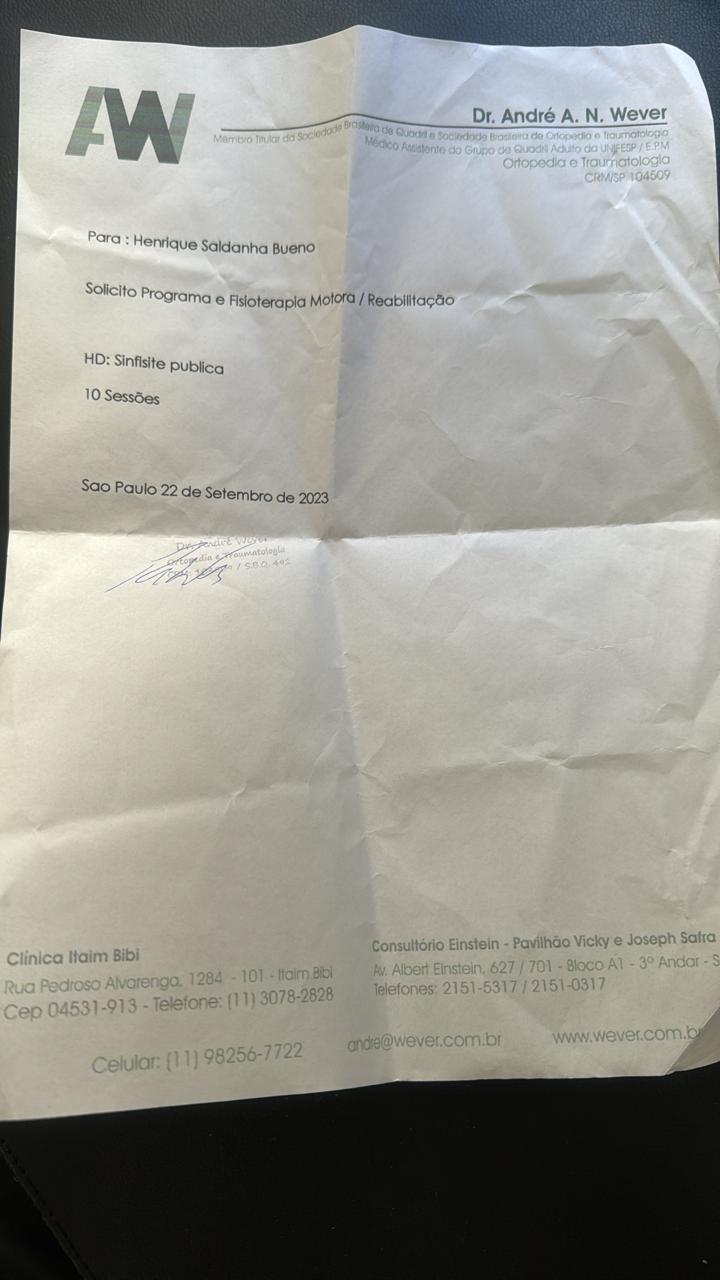 AW
Dr. André A. N. Wever
Membro Titular da Sociedade Brasileira de Quadril e Sociedade Brasileira de Ortopedia e Traumatologia
Médico Assistente do Grupo de Quadril Adulto da UNIFESP / E.P.M
Ortopedia e Traumatologia
CRM/SP 104509
Para : Henrique Saldanha Bueno
Solicito Programa e Fisioterapia Motora / Reabilitação
HD: Sinfisite publica
10 Sessões
Sao Paulo 22 de Setembro de 2023
Dr. André Wever
Ortopedia e Traumatologia
/ S.B.Q. 492
Clínica Itaim Bibi
Rua Pedroso Alvarenga, 1284 - 101 - Itaim Bibi
Cep 04531-913 - Telefone: (11) 3078-2828
Celular: (11) 98256-7722
Consultório Einstein - Pavilhão Vicky e Joseph Safra
Av. Albert Einstein, 627 / 701 - Bloco A1 - 3º Andar - S
Telefones: 2151-5317 / 2151-0317
andre@wever.com.br
www.wever.com.br